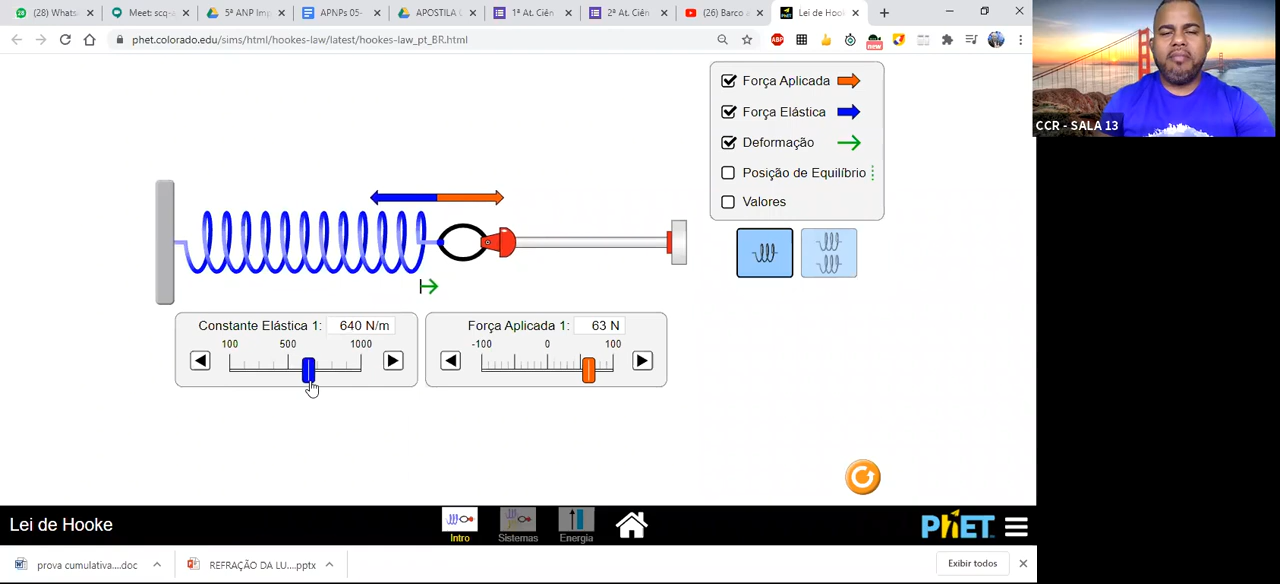 (28) Whats
Meet: scq-a
5ª ANP Imp
APNPs 05-
APOSTILA L
1ª At. Ciên
2ª At. Ciên
(26) Barco a
Lei de Hook
phet.colorado.edu/sims/html/hookes-law/latest/hookes-law_pt_BR.html
ABP
new
CCR - SALA 13
Força Aplicada
Força Elástica
Deformação
Posição de Equilíbrio
Valores
Constante Elástica 1: 640 N/m
100 500 1000
Força Aplicada 1: 63 N
-100 0 100
Lei de Hooke
Intro
Sistemas
Energia
PhET
prova cumulativa....doc
REFRAÇÃO DA LU....pptx
Exibir todos